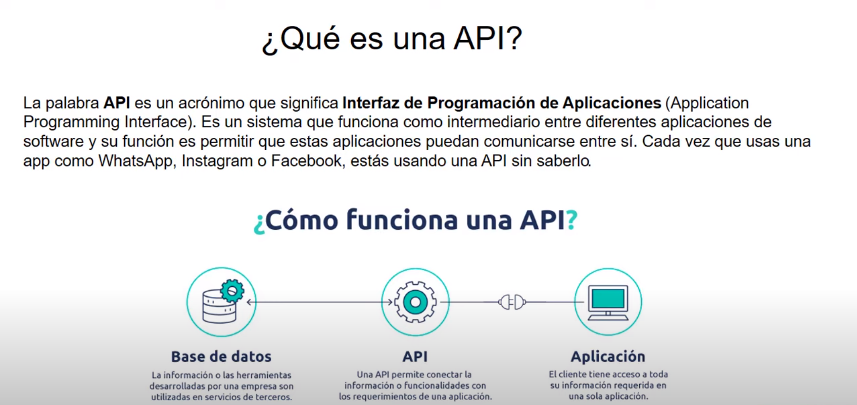 ¿Qué es una API?
La palabra API es un acrónimo que significa Interfaz de Programación de Aplicaciones (Application
Programming Interface). Es un sistema que funciona como intermediario entre diferentes aplicaciones de
software y su función es permitir que estas aplicaciones puedan comunicarse entre sí. Cada vez que usas una
app como WhatsApp, Instagram o Facebook, estás usando una API sin saberlo.
¿Cómo funciona una API?
Base de datos
La información o las herramientas
desarrolladas por una empresa son
utilizadas en servicios de terceros.
API
Una API permite conectar la
información o funcionalidades con
los requerimientos de una aplicación.
Aplicación
El cliente tiene acceso a toda
su información requerida en
una sola aplicación.